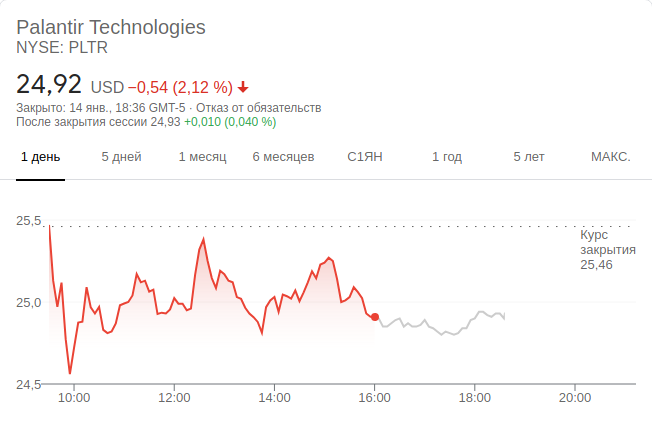 Palantir Technologies
NYSE: PLTR
24,92 USD −0,54 (2,12 %)
Закрыто: 14 янв., 18:36 GMT-5 · Отказ от обязательств
После закрытия сессии 24,93 +0,010 (0,040 %)
1 день 5 дней 1 месяц 6 месяцев С1ЯН 1 год 5 лет МАКС.
25,5
Курс
закрытия
25,46
25,0
24,5
10:00 12:00 14:00 16:00 18:00 20:00